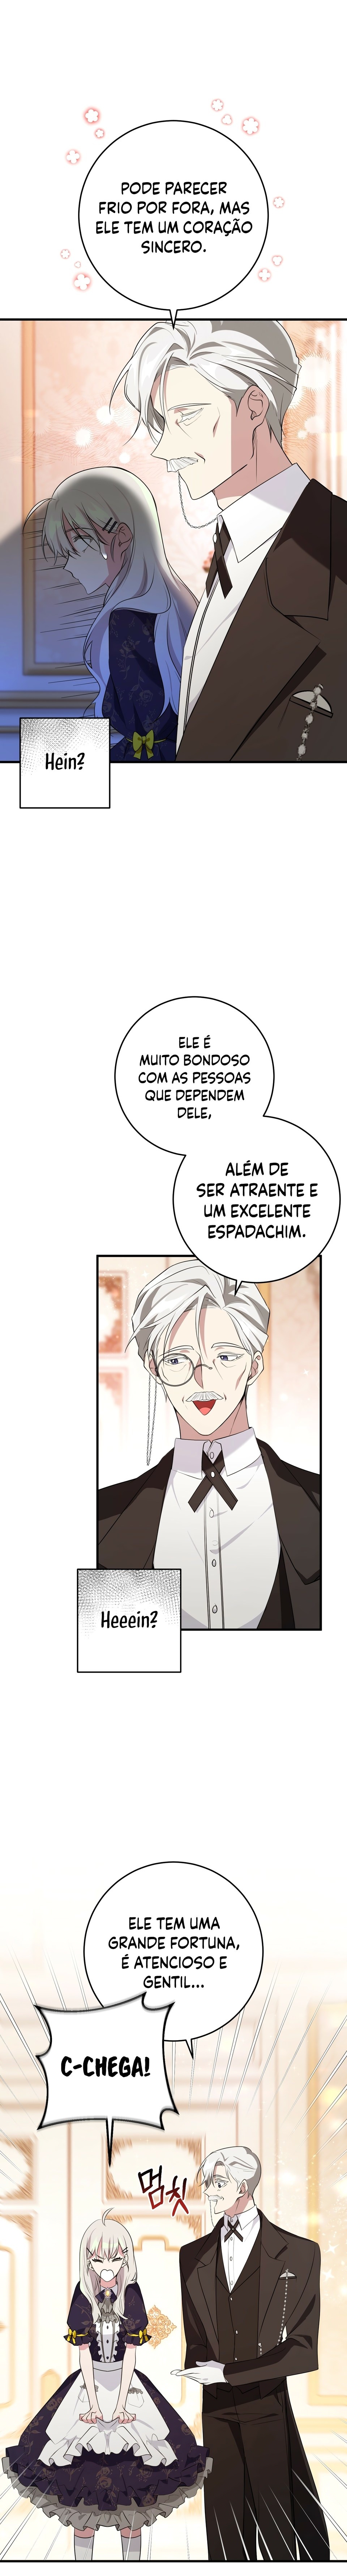 PODE PARECER
FRIO POR FORA, MAS
ELE TEM UM CORAÇÃO
SINCERO.
Hein?
ELE É
MUITO BONDOSO
COM AS PESSOAS
QUE DEPENDEM
DELE,
ALÉM DE
SER ATRAENTE E
UM EXCELENTE
ESPADACHIM.
Heeein?
ELE TEM UMA
GRANDE FORTUNA,
É ATENCIOSO E
GENTIL...
C-CHEGA!
멈칫